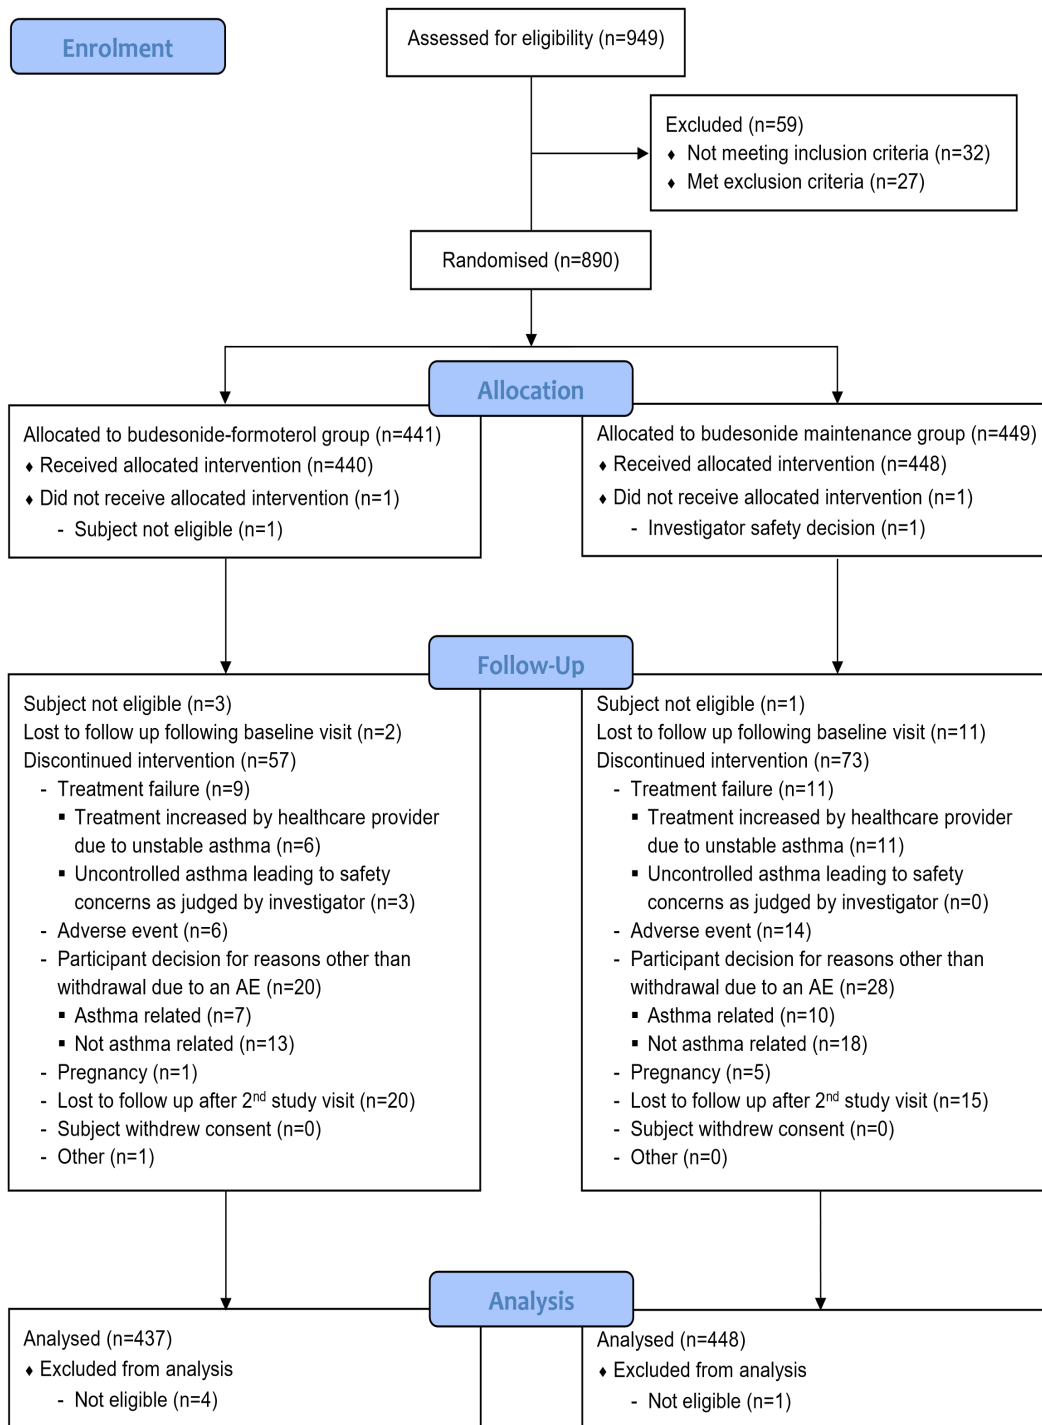 Enrolment
Assessed for eligibility (n=949)
Excluded (n=59)
♦ Not meeting inclusion criteria (n=32)
♦ Met exclusion criteria (n=27)
Randomised (n=890)
Allocation
Allocated to budesonide-formoterol group (n=441)
♦ Received allocated intervention (n=440)
♦ Did not receive allocated intervention (n=1)
- Subject not eligible (n=1)
Allocated to budesonide maintenance group (n=449)
♦ Received allocated intervention (n=448)
♦ Did not receive allocated intervention (n=1)
- Investigator safety decision (n=1)
Follow-Up
Subject not eligible (n=3)
Lost to follow up following baseline visit (n=2)
Discontinued intervention (n=57)
- Treatment failure (n=9)
▪ Treatment increased by healthcare provider
due to unstable asthma (n=6)
▪ Uncontrolled asthma leading to safety
concerns as judged by investigator (n=3)
- Adverse event (n=6)
- Participant decision for reasons other than
withdrawal due to an AE (n=20)
▪ Asthma related (n=7)
▪ Not asthma related (n=13)
- Pregnancy (n=1)
- Lost to follow up after 2nd study visit (n=20)
- Subject withdrew consent (n=0)
- Other (n=1)
Subject not eligible (n=1)
Lost to follow up following baseline visit (n=11)
Discontinued intervention (n=73)
- Treatment failure (n=11)
▪ Treatment increased by healthcare provider
due to unstable asthma (n=11)
▪ Uncontrolled asthma leading to safety
concerns as judged by investigator (n=0)
- Adverse event (n=14)
- Participant decision for reasons other than
withdrawal due to an AE (n=28)
▪ Asthma related (n=10)
▪ Not asthma related (n=18)
- Pregnancy (n=5)
- Lost to follow up after 2nd study visit (n=15)
- Subject withdrew consent (n=0)
- Other (n=0)
Analysis
Analysed (n=437)
♦ Excluded from analysis
- Not eligible (n=4)
Analysed (n=448)
♦ Excluded from analysis
- Not eligible (n=1)